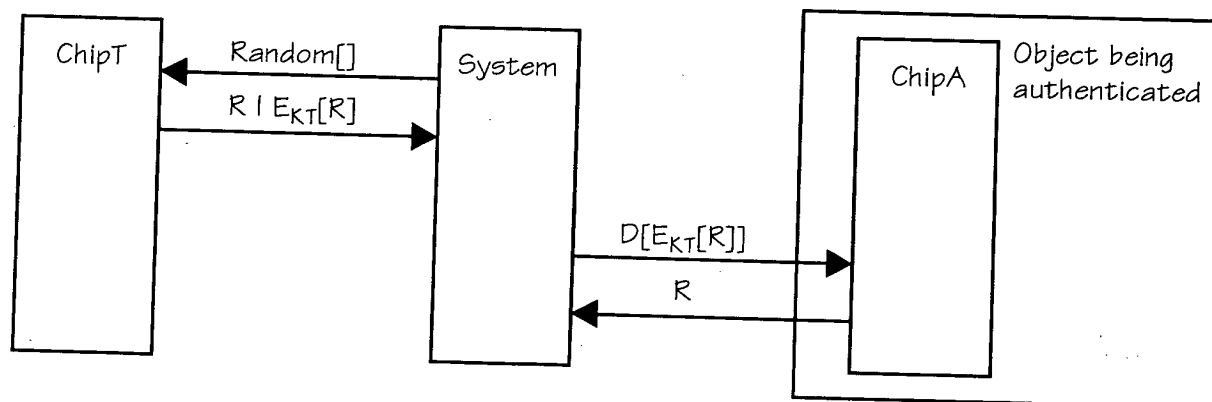 ChipT
Random[]
R | E_KT[R]
System
D[E_KT[R]]
R
ChipA
Object being
authenticated